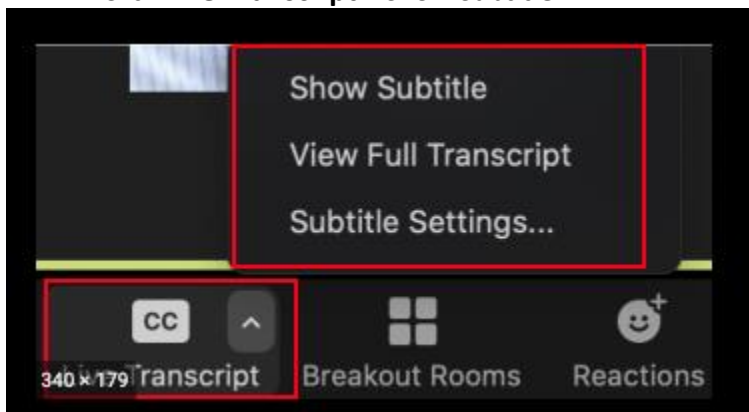 Show Subtitle
View Full Transcript
Subtitle Settings...
CC
340 × 179 Transcript
Breakout Rooms
Reactions